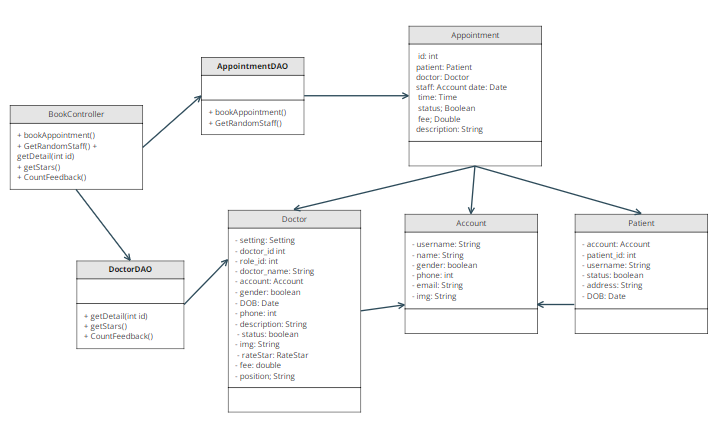 Appointment
id: int
patient: Patient
doctor: Doctor
staff: Account date: Date
time: Time
status; Boolean
fee; Double
description: String
AppointmentDAO
+ bookAppointment()
+ GetRandomStaff()
BookController
+ bookAppointment()
+ GetRandomStaff() +
getDetail(int id)
+ getStars()
+ CountFeedback()
Doctor
- setting: Setting
- doctor_id int
- role_id: int
- doctor_name: String
- account: Account
- gender: boolean
- DOB: Date
- phone: int
- description: String
- status: boolean
- img: String
- rateStar: RateStar
- fee: double
- position; String
Account
- username: String
- name: String
- gender: boolean
- phone: int
- email: String
- img: String
Patient
- account: Account
- patient_id: int
- username: String
- status: boolean
- address: String
- DOB: Date
DoctorDAO
+ getDetail(int id)
+ getStars()
+ CountFeedback()